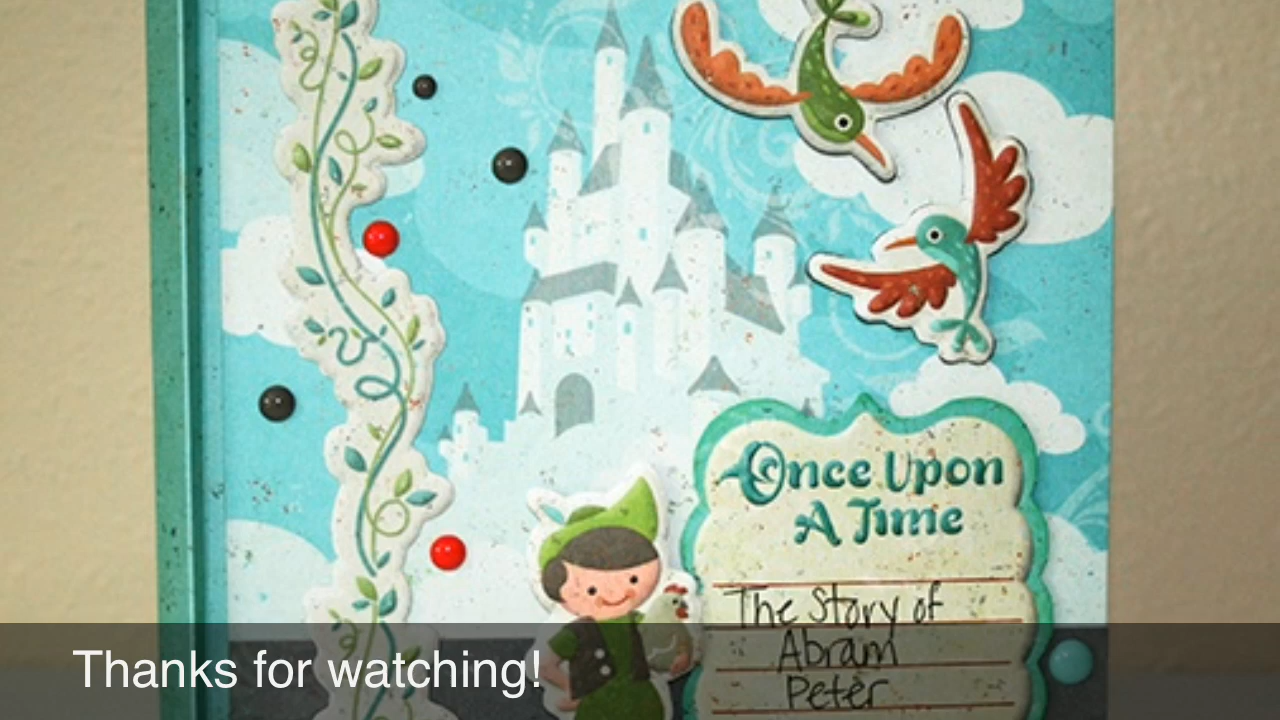 Once Upon
A Time
The Story of
Abram
Peter
Thanks for watching!